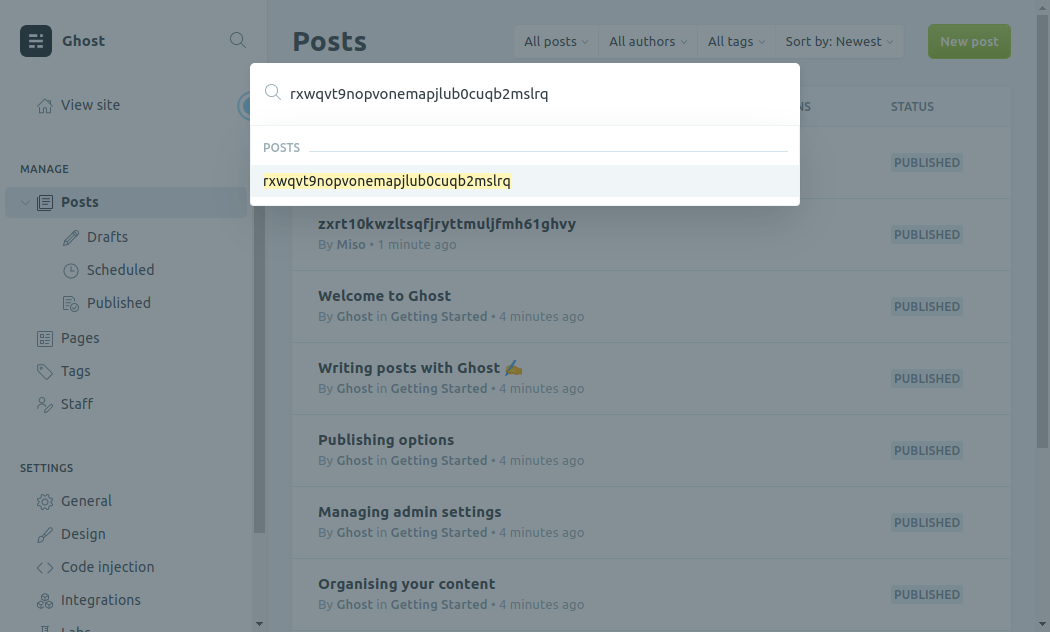 Ghost
View site
MANAGE
Posts
Drafts
Scheduled
Published
Pages
Tags
Staff
SETTINGS
General
Design
Code injection
Integrations
Labs
Posts
All posts
All authors
All tags
Sort by: Newest
New post
rxwqvt9nopvonemapjlub0cuqb2mslrq
POSTS
rxwqvt9nopvonemapjlub0cuqb2mslrq
STATUS
PUBLISHED
zxrt10kwzltsqfjryttmuljfmh61ghvy
By Miso • 1 minute ago
PUBLISHED
Welcome to Ghost
By Ghost in Getting Started • 4 minutes ago
PUBLISHED
Writing posts with Ghost ✍️
By Ghost in Getting Started • 4 minutes ago
PUBLISHED
Publishing options
By Ghost in Getting Started • 4 minutes ago
PUBLISHED
Managing admin settings
By Ghost in Getting Started • 4 minutes ago
PUBLISHED
Organising your content
By Ghost in Getting Started • 4 minutes ago
PUBLISHED